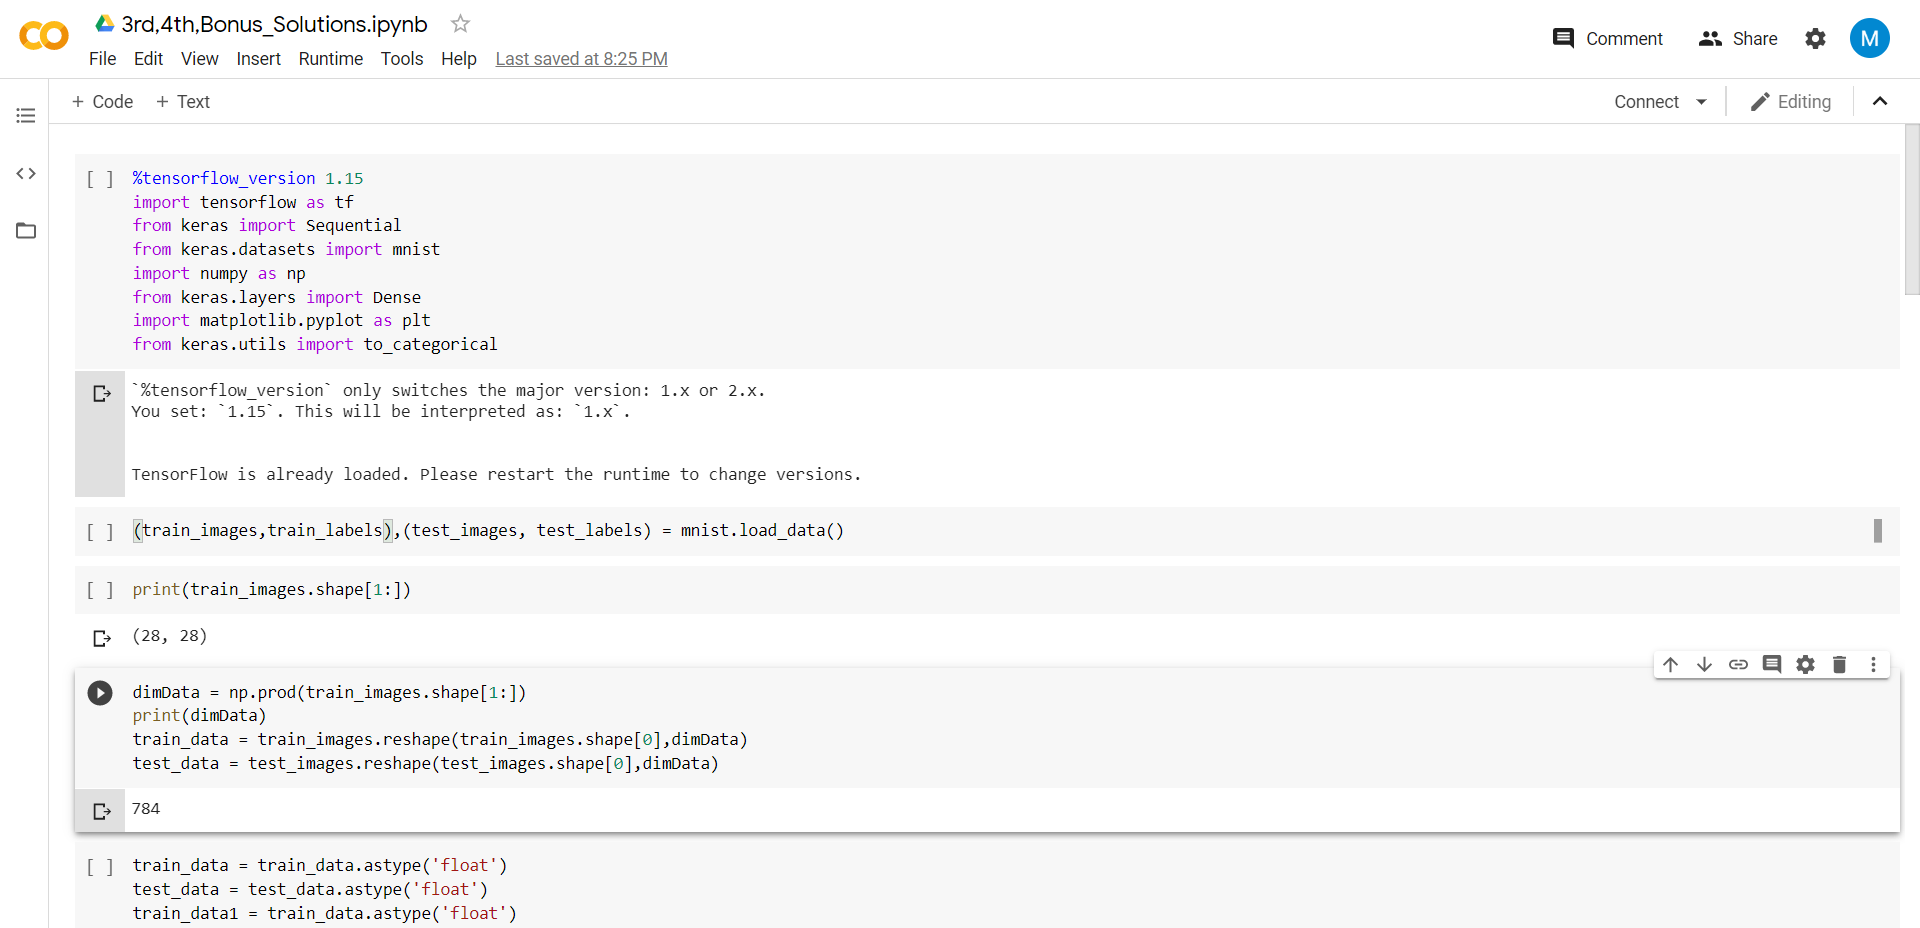 3rd,4th,Bonus_Solutions.ipynb
File Edit View Insert Runtime Tools Help Last saved at 8:25 PM
Comment Share M
+ Code + Text
Connect Editing
[ ] %tensorflow_version 1.15
import tensorflow as tf
from keras import Sequential
from keras.datasets import mnist
import numpy as np
from keras.layers import Dense
import matplotlib.pyplot as plt
from keras.utils import to_categorical
`%tensorflow_version` only switches the major version: 1.x or 2.x.
You set: `1.15`. This will be interpreted as: `1.x`.
TensorFlow is already loaded. Please restart the runtime to change versions.
[ ] (train_images,train_labels),(test_images, test_labels) = mnist.load_data()
[ ] print(train_images.shape[1:])
(28, 28)
dimData = np.prod(train_images.shape[1:])
print(dimData)
train_data = train_images.reshape(train_images.shape[0],dimData)
test_data = test_images.reshape(test_images.shape[0],dimData)
784
[ ] train_data = train_data.astype('float')
test_data = test_data.astype('float')
train_data1 = train_data.astype('float')